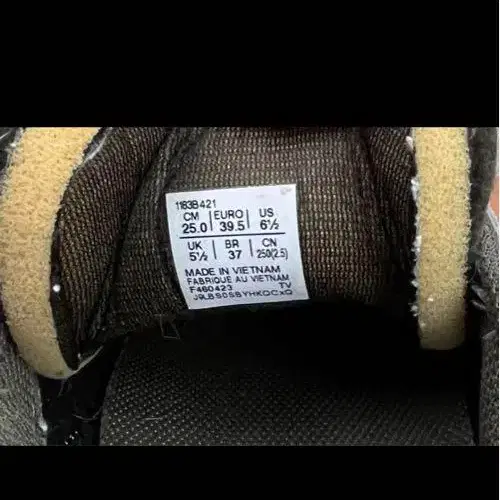 1183B421
CM EURO US
25.0 39.5 6½
UK BR CN
5½ 37 250(2.5)
MADE IN VIETNAM
FABRIQUE AU VIETNAM
F460423 TV